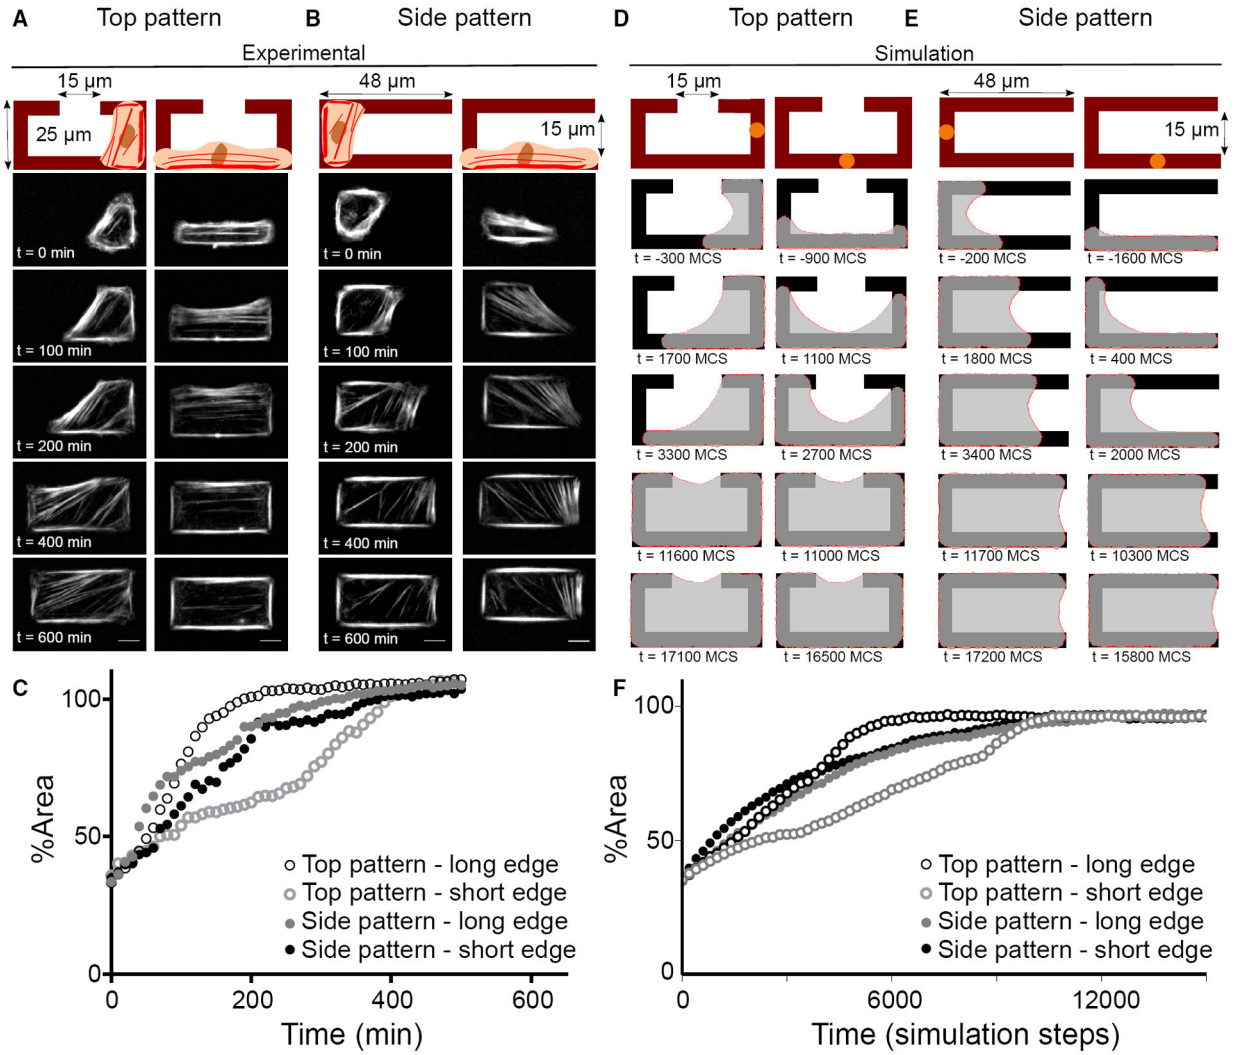 A Top pattern B Side pattern D Top pattern E Side pattern
Experimental Simulation
15 µm 48 µm 15 µm 48 µm
25 µm 15 µm 15 µm
t = 0 min t = 0 min
t = -300 MCS t = -900 MCS t = -200 MCS t = -1600 MCS
t = 100 min t = 100 min
t = 1700 MCS t = 1100 MCS t = 1800 MCS t = 400 MCS
t = 200 min t = 200 min
t = 3300 MCS t = 2700 MCS t = 3400 MCS t = 2000 MCS
t = 400 min t = 400 min
t = 11600 MCS t = 11000 MCS t = 11700 MCS t = 10300 MCS
t = 600 min t = 600 min
t = 17100 MCS t = 16500 MCS t = 17200 MCS t = 15800 MCS
C
100
%Area
50
Top pattern - long edge
Top pattern - short edge
Side pattern - long edge
Side pattern - short edge
0
0 200 400 600
Time (min)
F
100
%Area
50
Top pattern - long edge
Top pattern - short edge
Side pattern - long edge
Side pattern - short edge
0
0 6000 12000
Time (simulation steps)